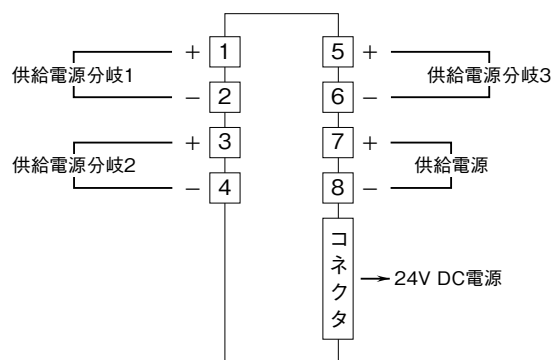 供給電源分岐1
+ 1
− 2
供給電源分岐2
+ 3
− 4
5 +
6 −
供給電源分岐3
7 +
8 −
供給電源
コネクタ
24V DC電源